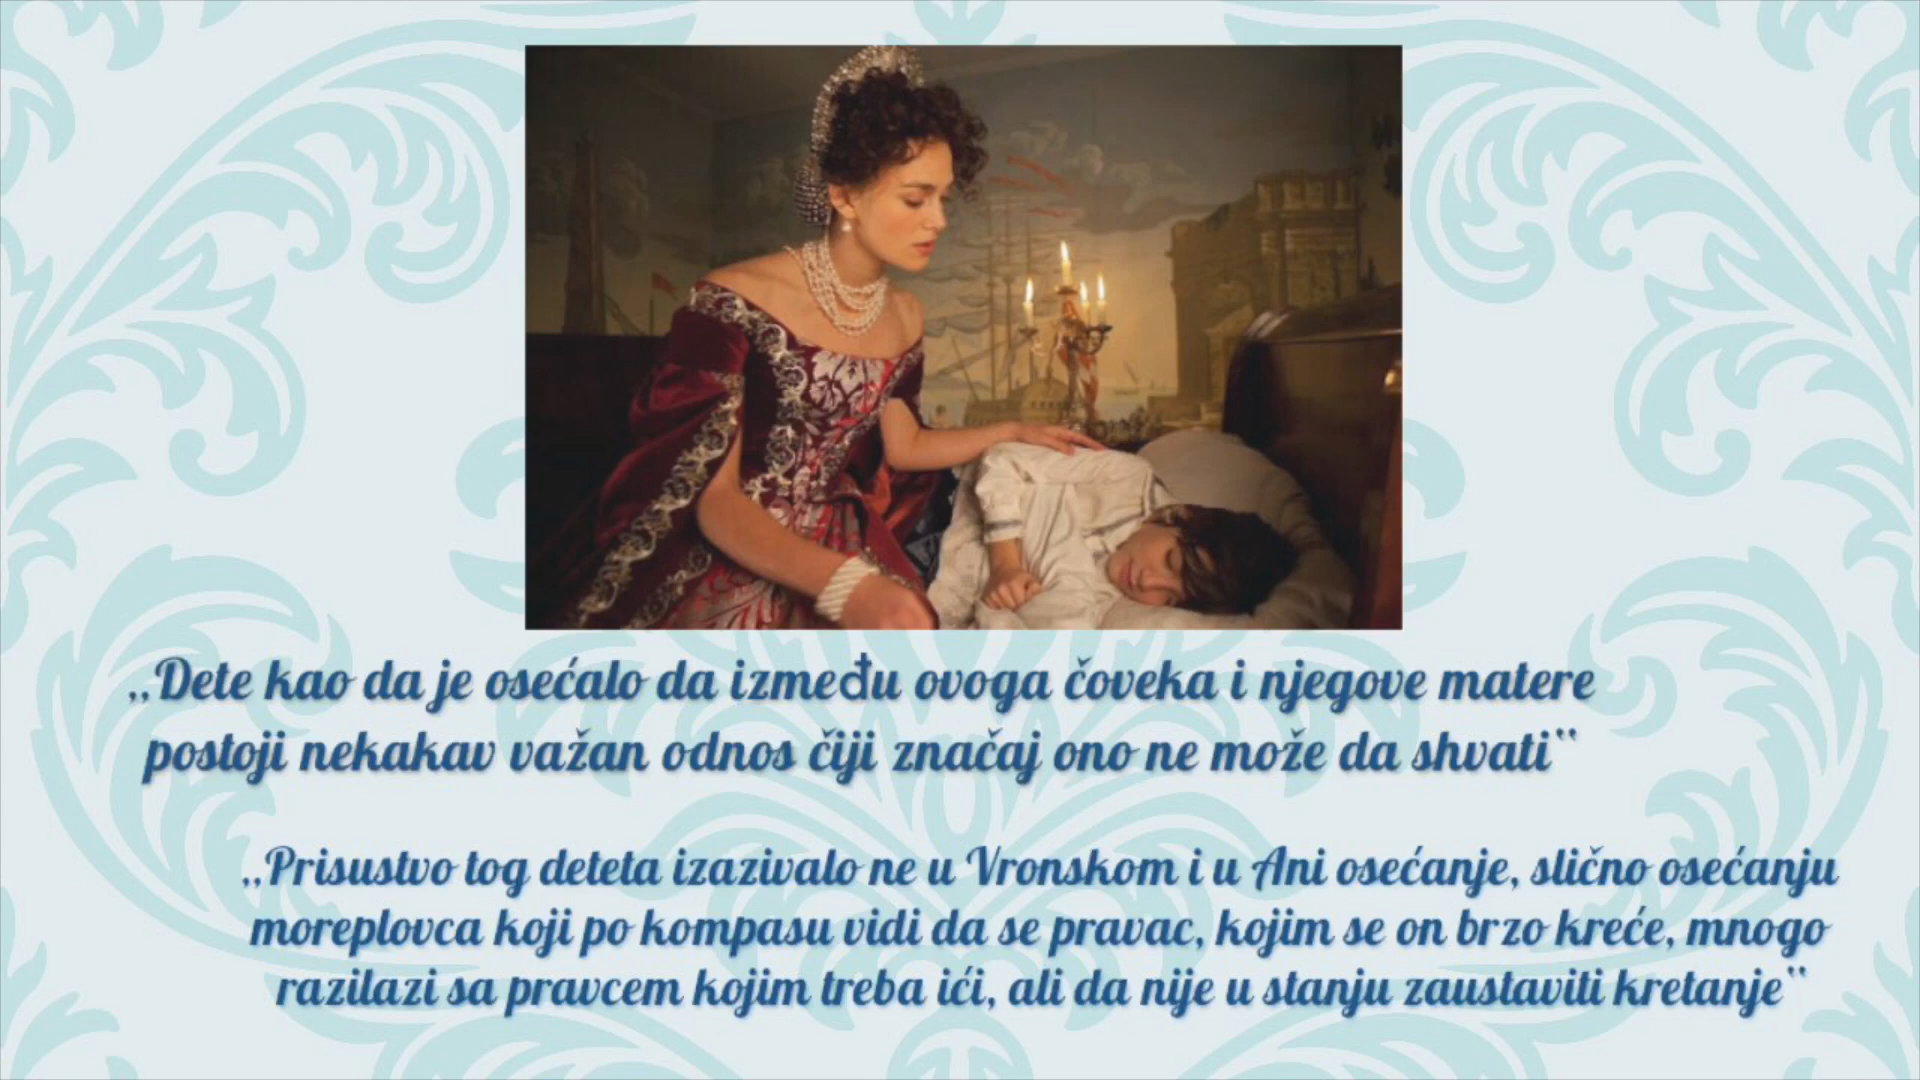 „Dete kao da je osećalo da između ovoga čoveka i njegove matere
postoji nekakav važan odnos čiji značaj ono ne može da shvati‟
„Prisustvo tog deteta izazivalo ne u Vronskom i u Ani osećanje, slično osećanju
moreplovca koji po kompasu vidi da se pravac, kojim se on brzo kreće, mnogo
razilazi sa pravcem kojim treba ići, ali da nije u stanju zaustaviti kretanje‟